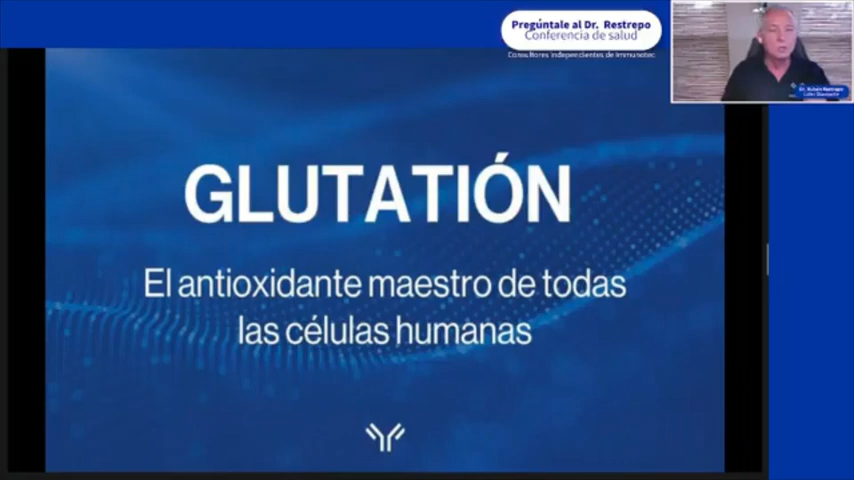 Pregúntale al Dr. Restrepo
Conferencia de salud
Consultores Independientes de Immunotec
GLUTATIÓN
El antioxidante maestro de todas
las células humanas
Restrepo